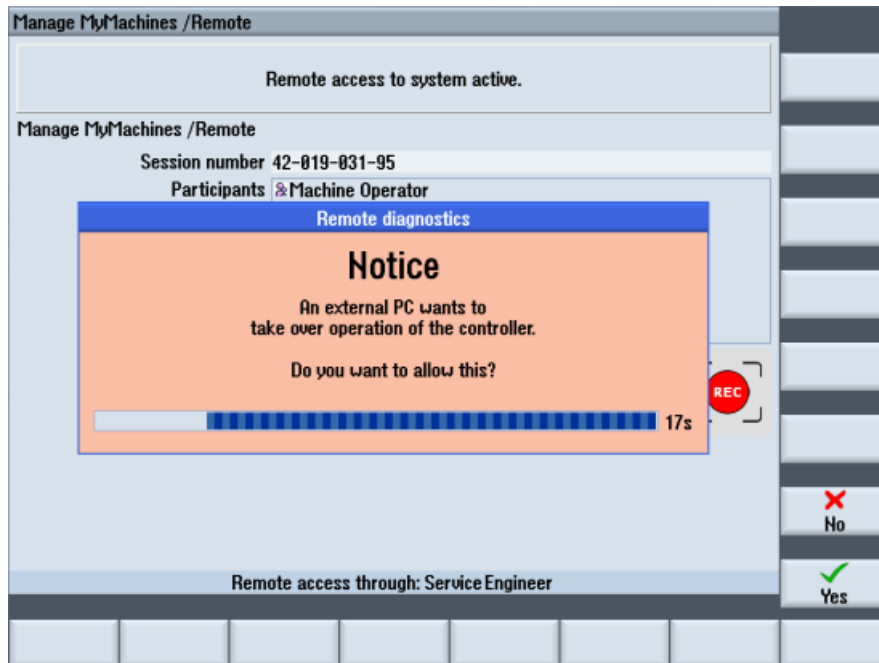 Manage MyMachines /Remote
Remote access to system active.
Manage MyMachines /Remote
Session number 42-019-031-95
Participants Machine Operator
Remote diagnostics
Notice
An external PC wants to
take over operation of the controller.
Do you want to allow this?
17s
REC
No
Remote access through: Service Engineer
Yes